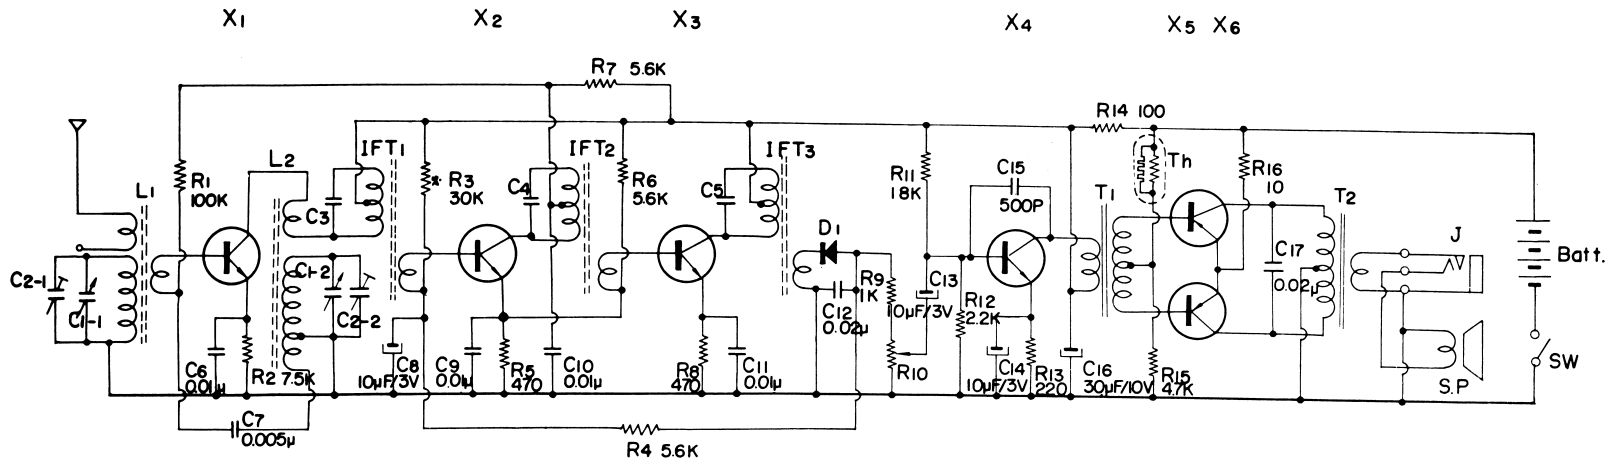 X1
X2
X3
X4
X5 X6
R7 5.6K
R14 100
L1
R1
100K
L2
IFT1
C3
R3
30K
C4
IFT2
R6
5.6K
C5
IFT3
R11
18K
C15
500P
T1
Th
R16
10
T2
D1
C2-1
C1-1
C1-2
C2-2
R9
1K
C13
10µF/3V
R12
2.2K
C17
0.02µ
J
Batt.
C12
0.02µ
C6
0.01µ
R2 7.5K
C8
10µF/3V
C9
0.01µ
R5
470
C10
0.01µ
R8
470
C11
0.01µ
R10
C14
10µF/3V
R13
220
C16
30µF/10V
R15
4.7K
S.P
SW
C7
0.005µ
R4 5.6K